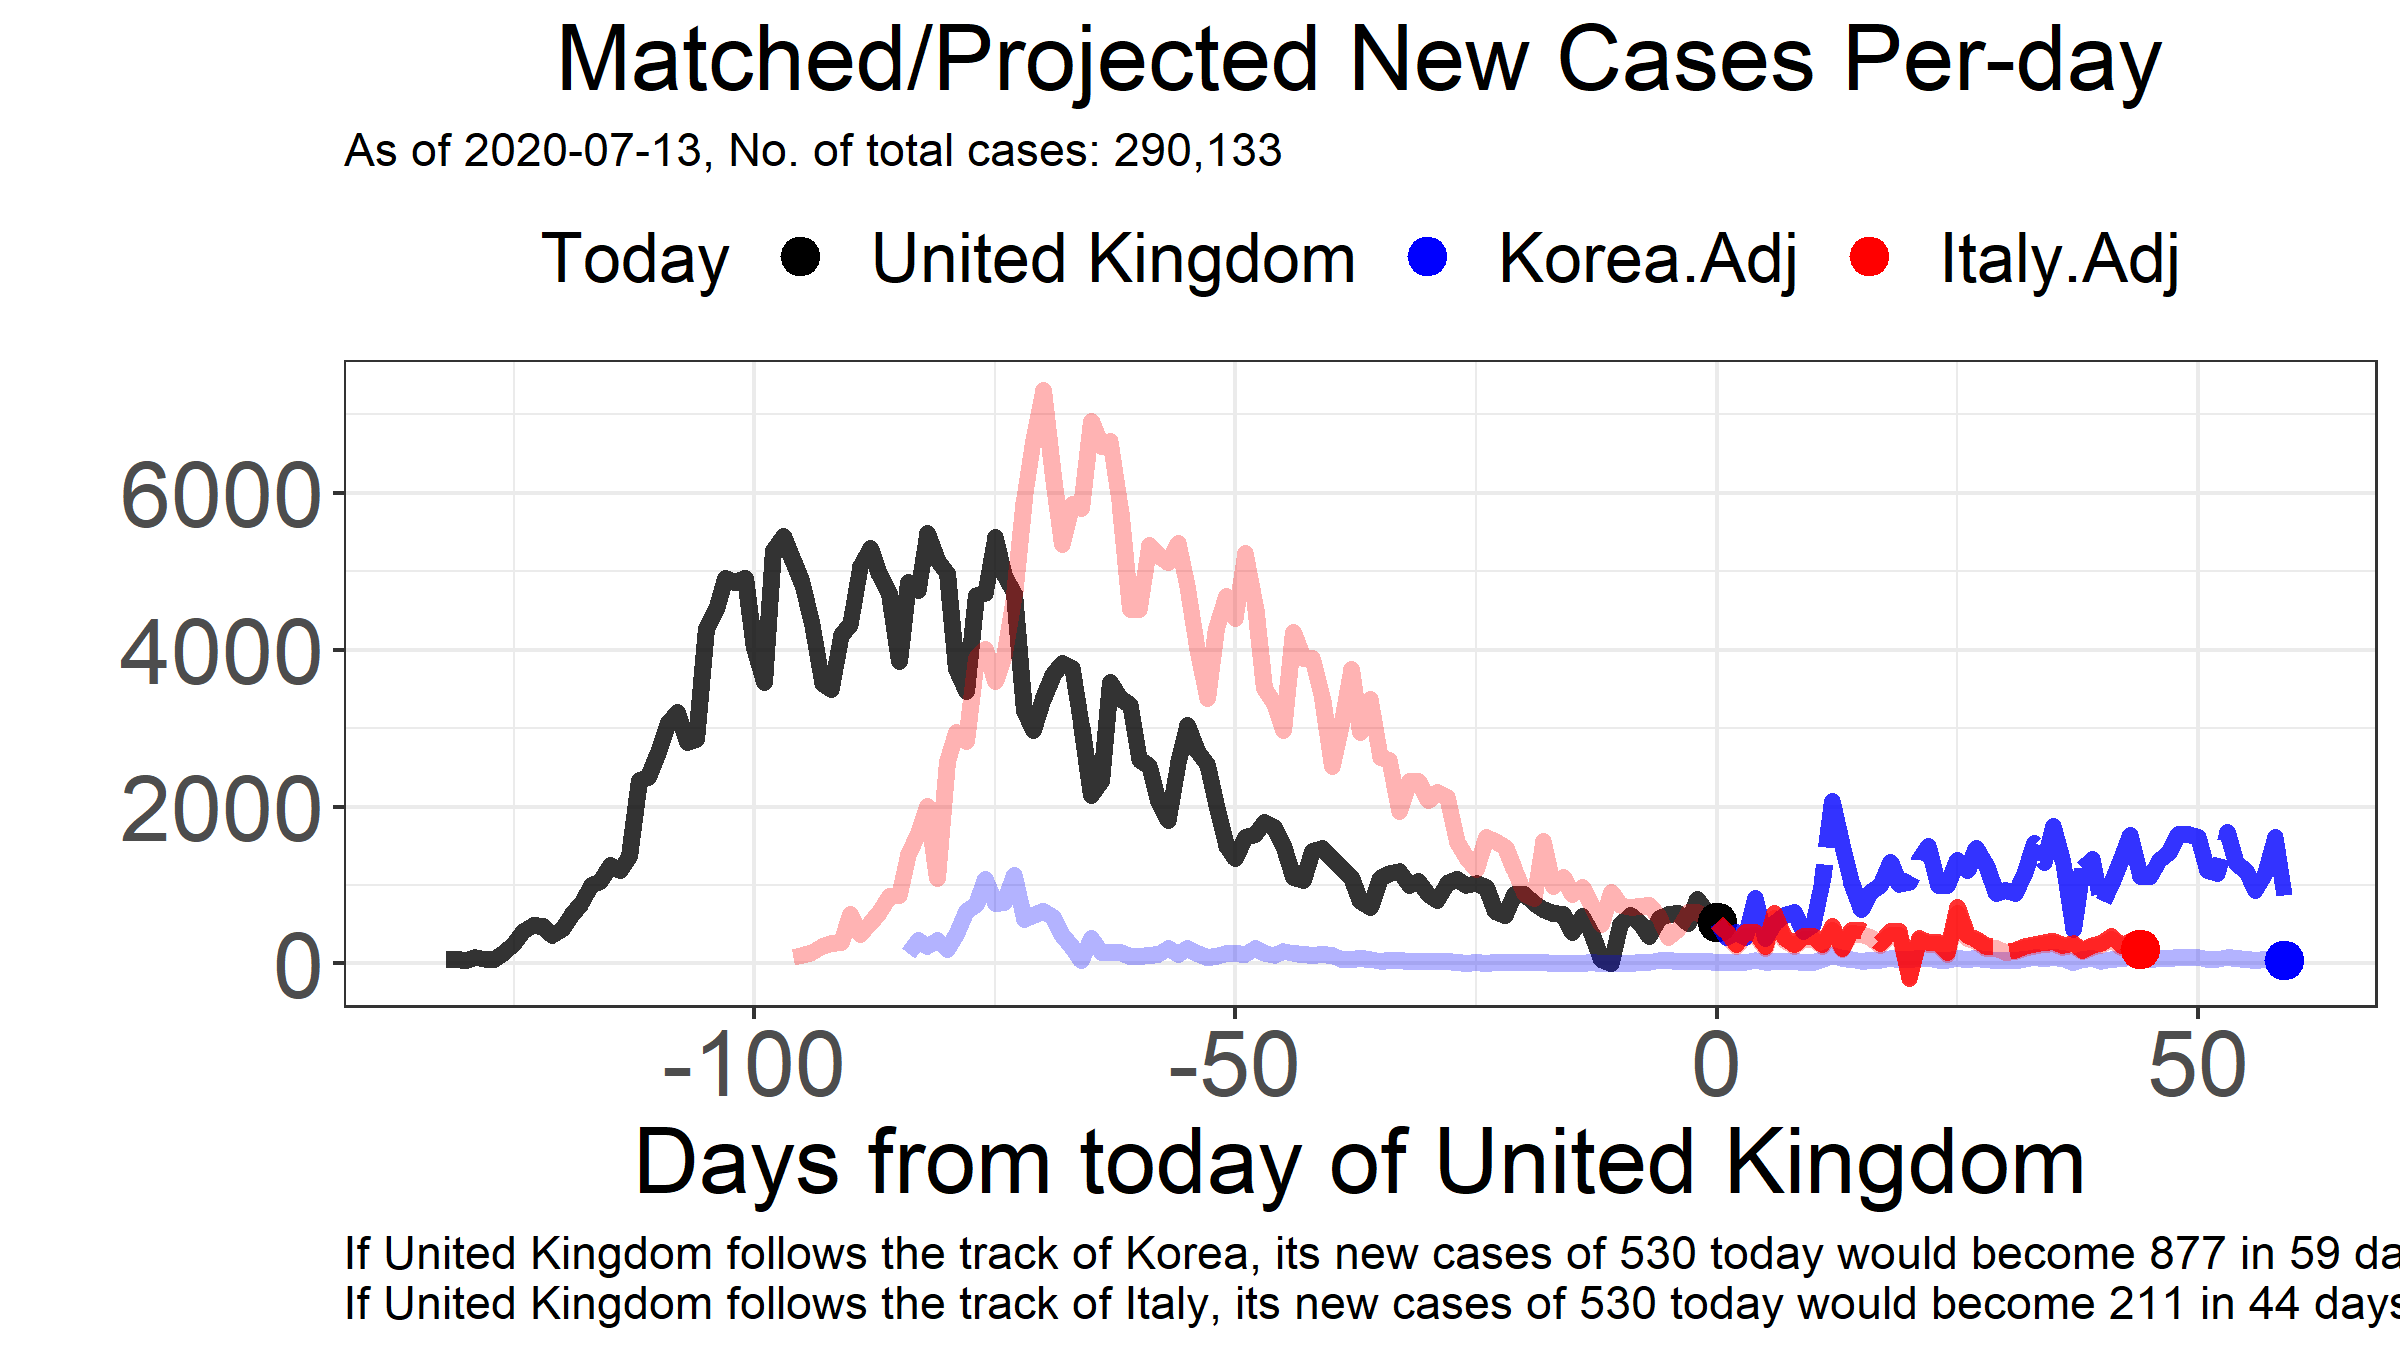 Matched/Projected New Cases Per-day
As of 2020-07-13, No. of total cases: 290,133
Today United Kingdom Korea.Adj Italy.Adj
6000
4000
2000
0
-100 -50 0 50
Days from today of United Kingdom
If United Kingdom follows the track of Korea, its new cases of 530 today would become 877 in 59 da
If United Kingdom follows the track of Italy, its new cases of 530 today would become 211 in 44 days